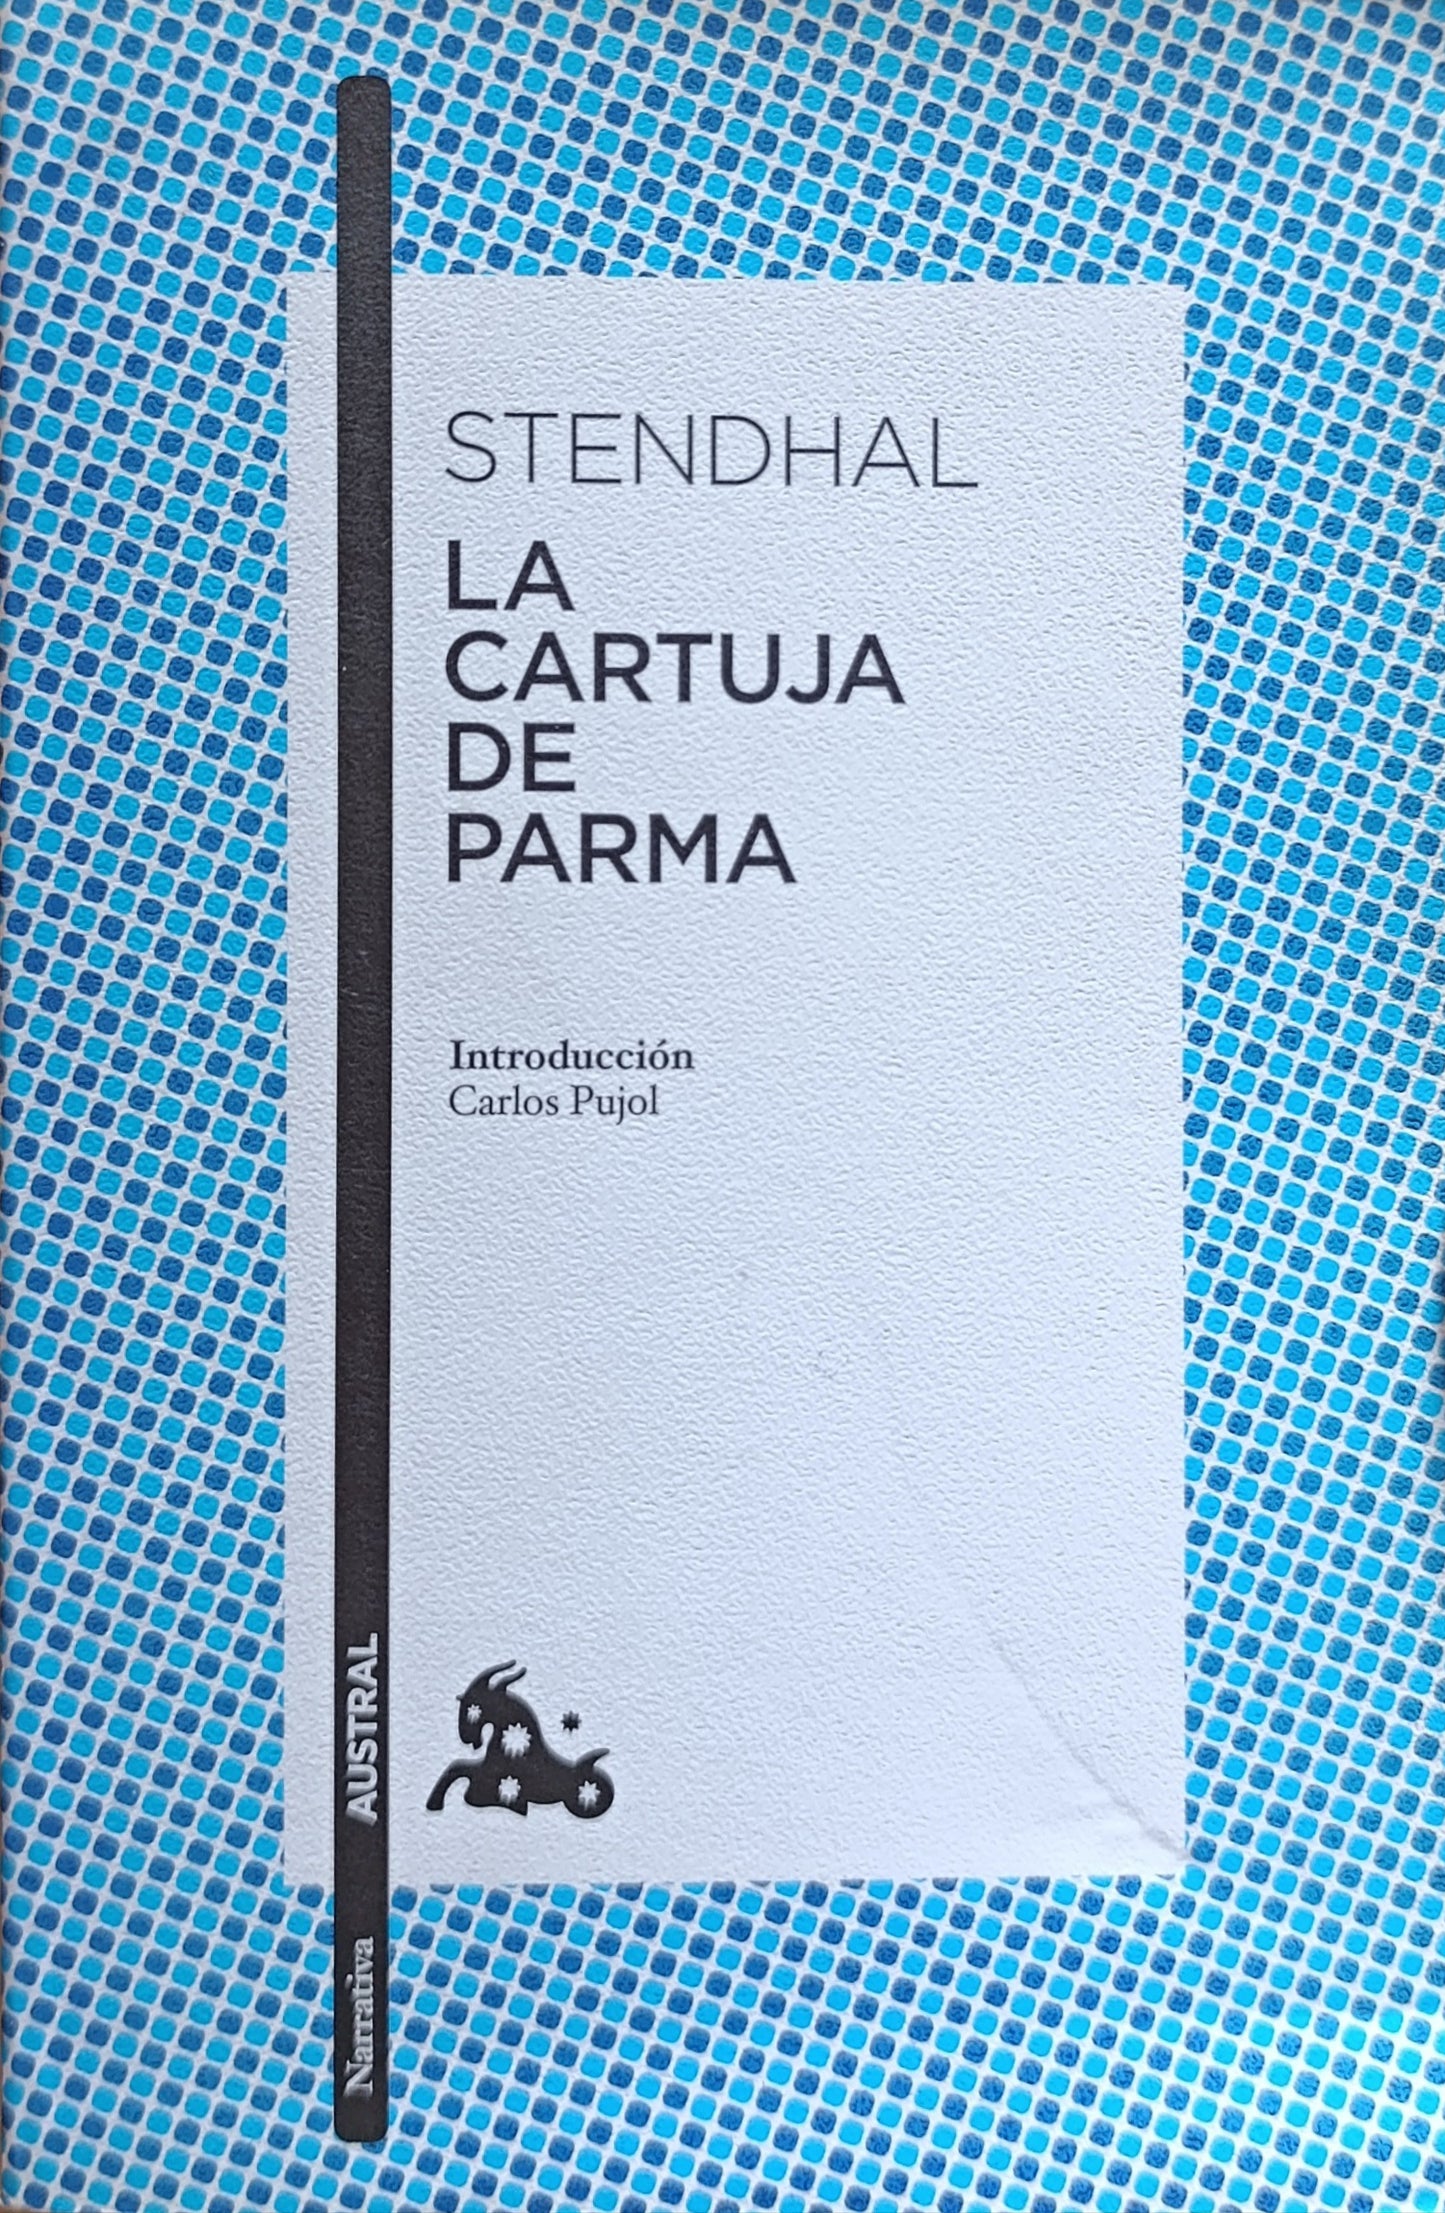 STENDHAL
LA
CARTUJA
DE
PARMA
Introducción
Carlos Pujol
AUSTRAL
Narrativa